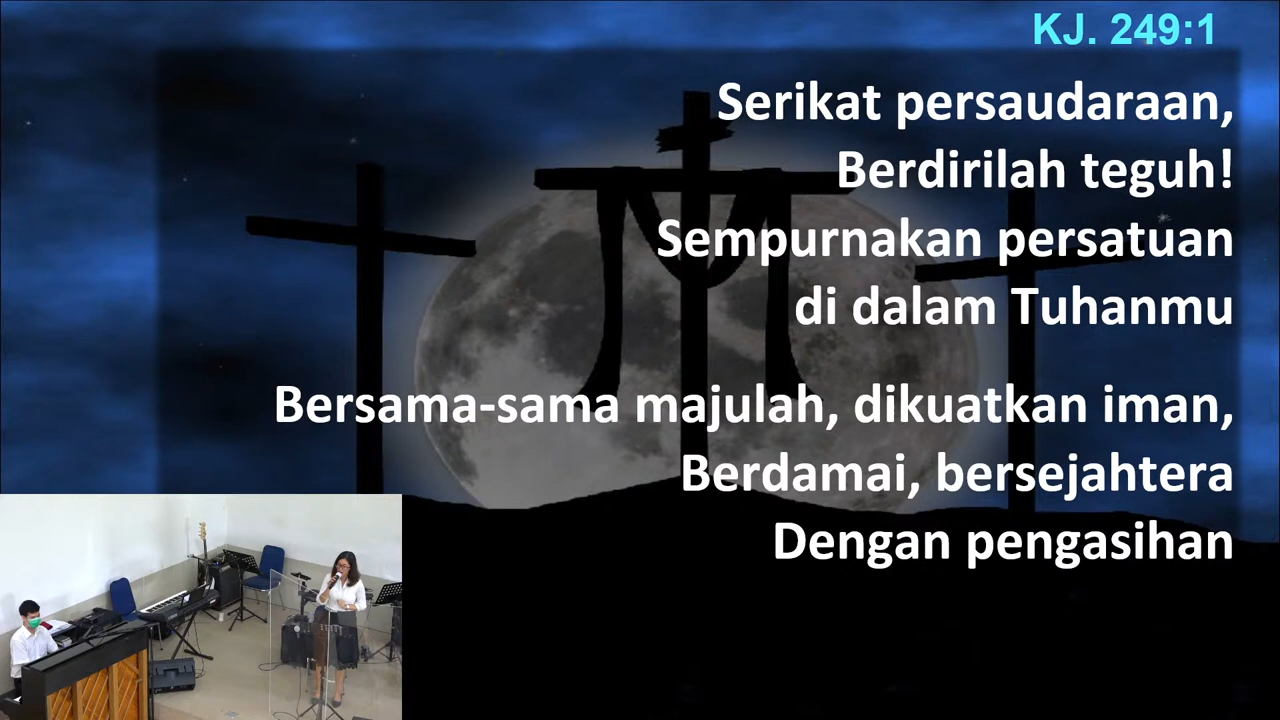 KJ. 249:1
Serikat persaudaraan,
Berdirilah teguh!
Sempurnakan persatuan
di dalam Tuhanmu
Bersama-sama majulah, dikuatkan iman,
Berdamai, bersejahtera
Dengan pengasihan